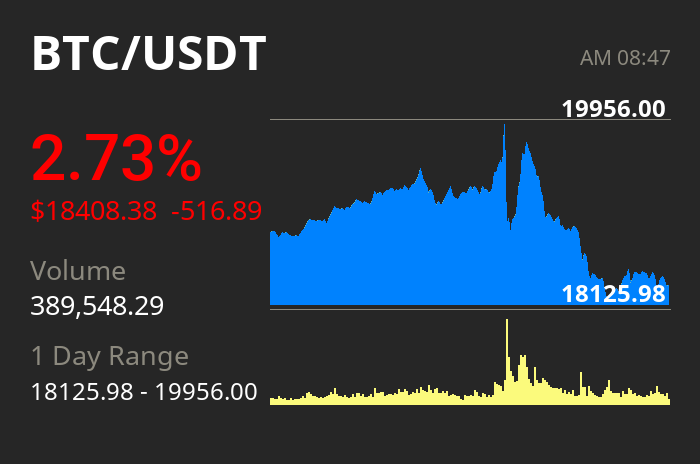 BTC/USDT
AM 08:47
19956.00
2.73%
$18408.38 -516.89
Volume
389,548.29
18125.98
1 Day Range
18125.98 - 19956.00